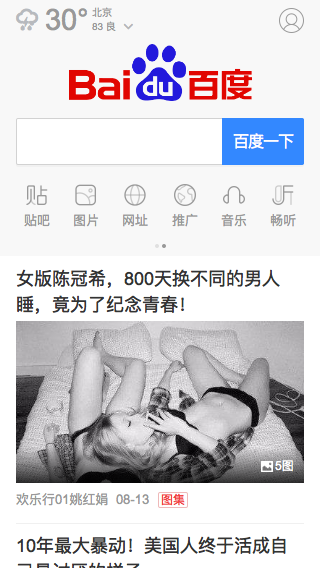 30° 北京
83 良
Bai du 百度
百度一下
贴 听
贴吧 图片 网址 推广 音乐 畅听
女版陈冠希，800天换不同的男人
睡，竟为了纪念青春！
5图
欢乐行01姚红娟 08-13 图集
10年最大暴动！美国人终于活成自